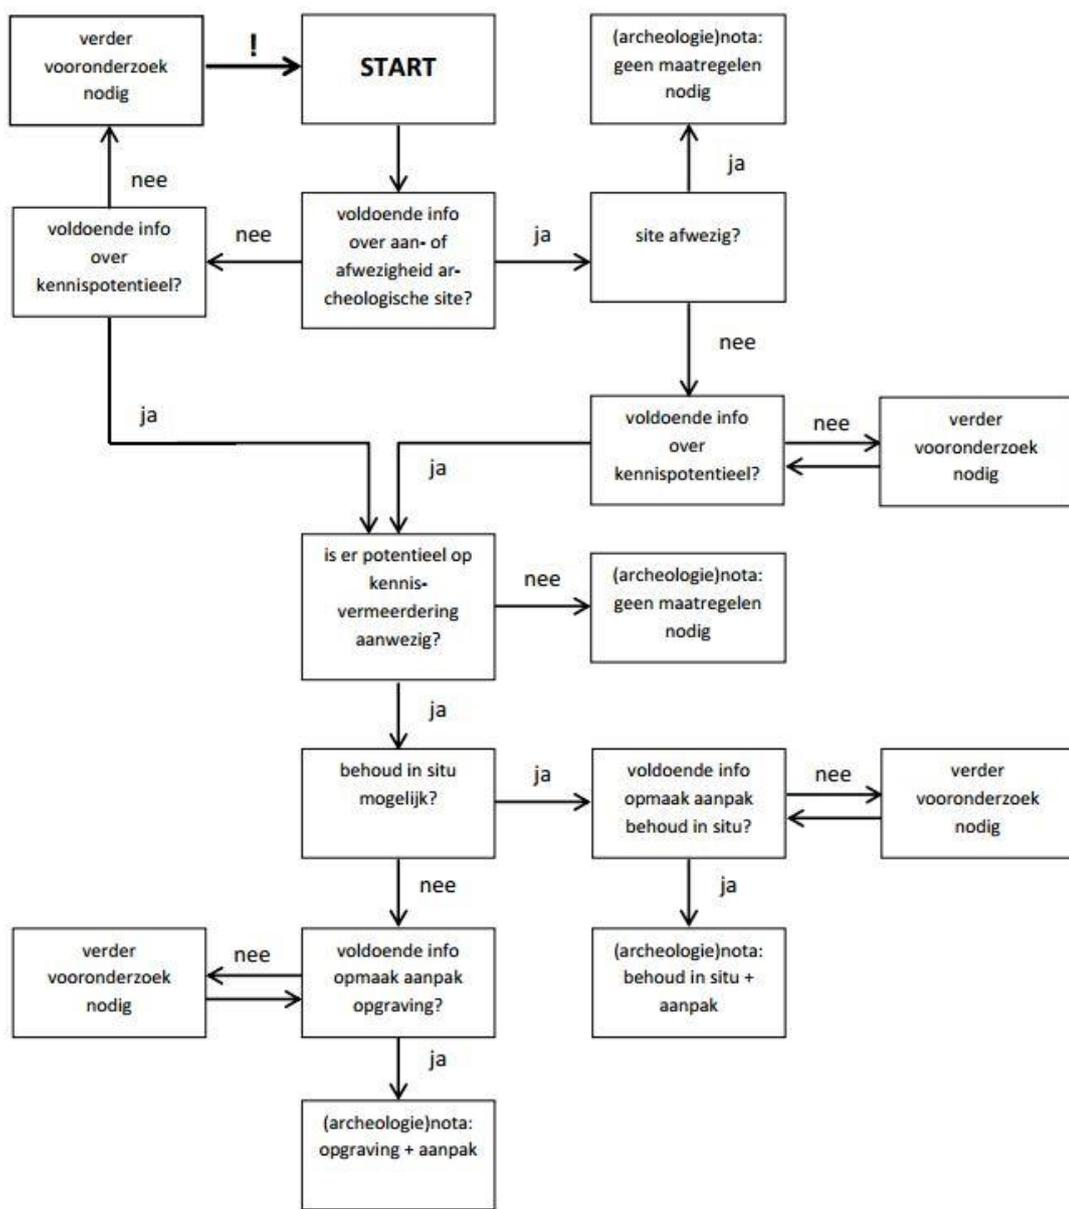 verder
vooronderzoek
nodig
!
START
(archeologie)nota:
geen maatregelen
nodig
nee
ja
voldoende info
over
kennispotentieel?
nee
voldoende info
over aan- of
afwezigheid ar-
cheologische site?
ja
site afwezig?
nee
ja
voldoende info
over
kennispotentieel?
nee
verder
vooronderzoek
nodig
ja
is er potentieel op
kennis-
vermeerdering
aanwezig?
nee
(archeologie)nota:
geen maatregelen
nodig
ja
behoud in situ
mogelijk?
ja
voldoende info
opmaak aanpak
behoud in situ?
nee
verder
vooronderzoek
nodig
nee
ja
verder
vooronderzoek
nodig
nee
voldoende info
opmaak aanpak
opgraving?
(archeologie)nota:
behoud in situ +
aanpak
ja
(archeologie)nota:
opgraving + aanpak